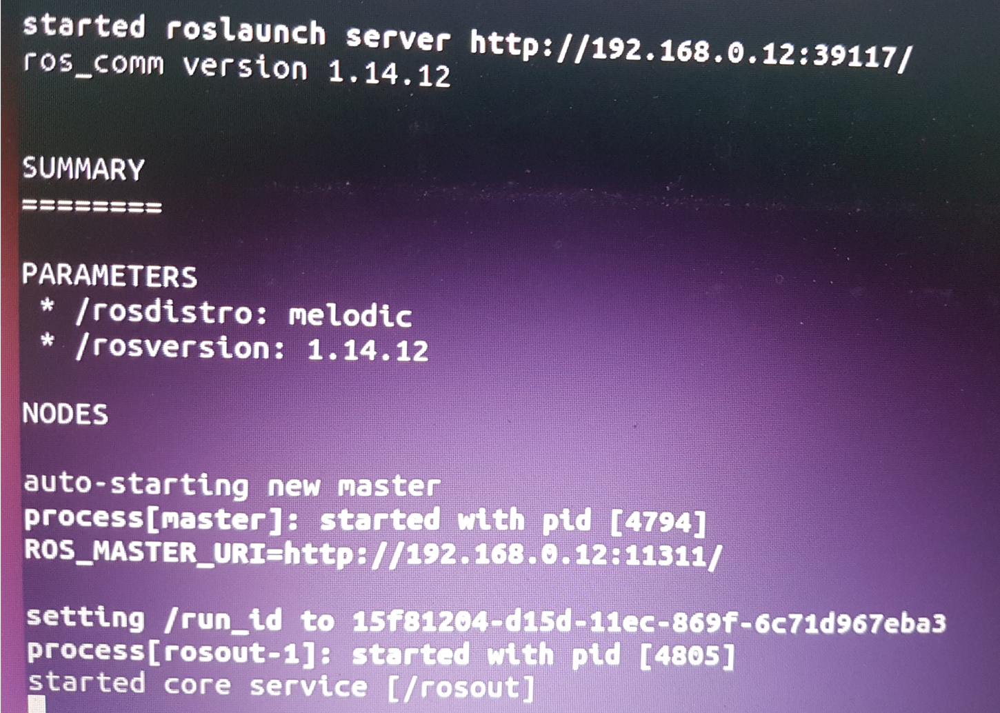 started roslaunch server http://192.168.0.12:39117/
ros_comm version 1.14.12
SUMMARY
========
PARAMETERS
 * /rosdistro: melodic
 * /rosversion: 1.14.12
NODES
auto-starting new master
process[master]: started with pid [4794]
ROS_MASTER_URI=http://192.168.0.12:11311/
setting /run_id to 15f81204-d15d-11ec-869f-6c71d967eba3
process[rosout-1]: started with pid [4805]
started core service [/rosout]